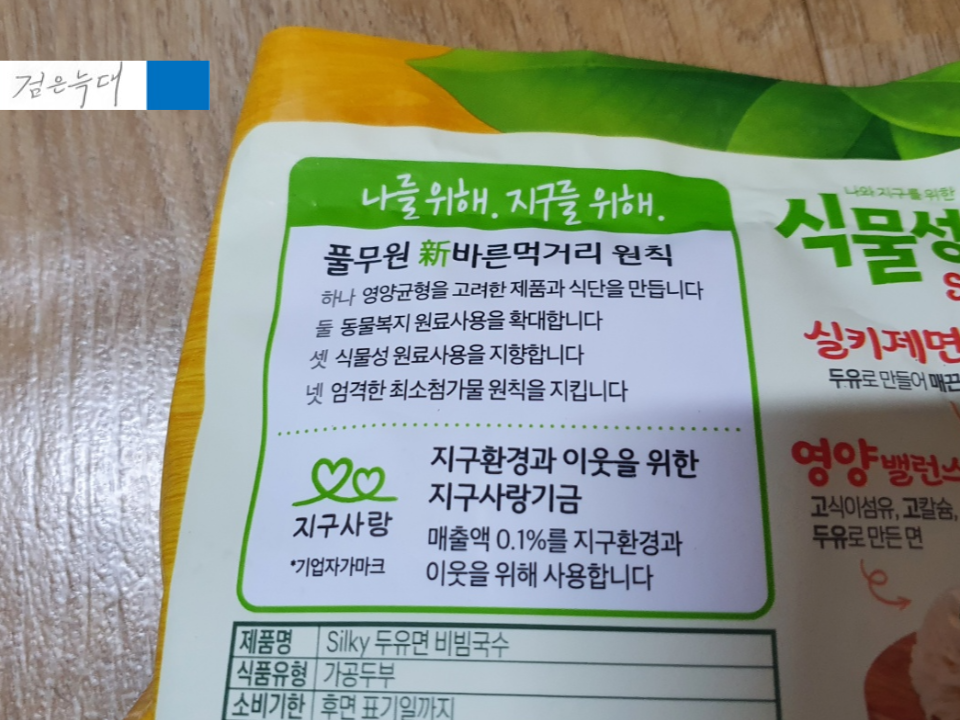 검은늑대
나를 위해. 지구를 위해.
풀무원 新바른먹거리 원칙
하나 영양균형을 고려한 제품과 식단을 만듭니다
둘 동물복지 원료사용을 확대합니다
셋 식물성 원료사용을 지향합니다
넷 엄격한 최소첨가물 원칙을 지킵니다
지구사랑
*기업자가마크
지구환경과 이웃을 위한
지구사랑기금
매출액 0.1%를 지구환경과
이웃을 위해 사용합니다
제품명 Silky 두유면 비빔국수
식품유형 가공두부
소비기한 후면 표기일까지
나와 지구를 위한
식물성
S
실키제면
두유로 만들어 매끈
영양밸런스
고식이섬유, 고칼슘,
두유로 만든 면